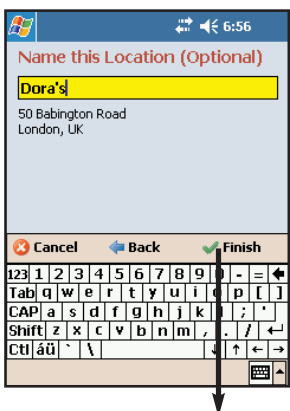 6:56
Name this Location (Optional)
Dora's
50 Babington Road
London, UK
Cancel Back Finish
123 1 2 3 4 5 6 7 8 9 - = 
Tab q w e r t y u i p [ ]
CAP a s d f g h j k ; '
Shift z x c v b n m , . /
Ctl áü ` \